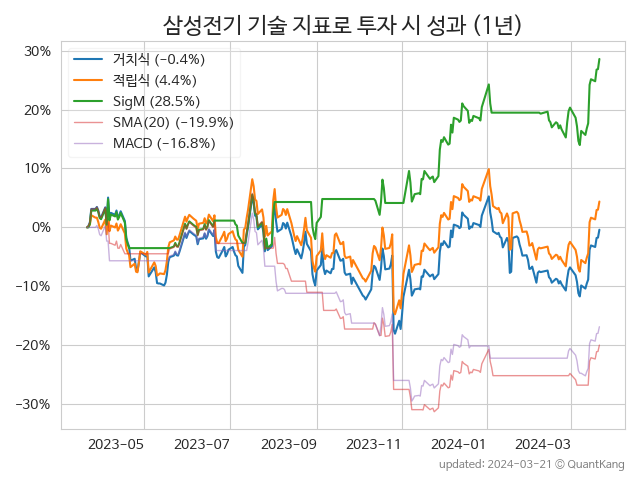 삼성전기 기술 지표로 투자 시 성과 (1년)
거치식 (−0.4%)
적립식 (4.4%)
SigM (28.5%)
SMA(20) (−19.9%)
MACD (−16.8%)
30%
20%
10%
0%
−10%
−20%
−30%
2023−05 2023−07 2023−09 2023−11 2024−01 2024−03
updated: 2024-03-21 © QuantKang